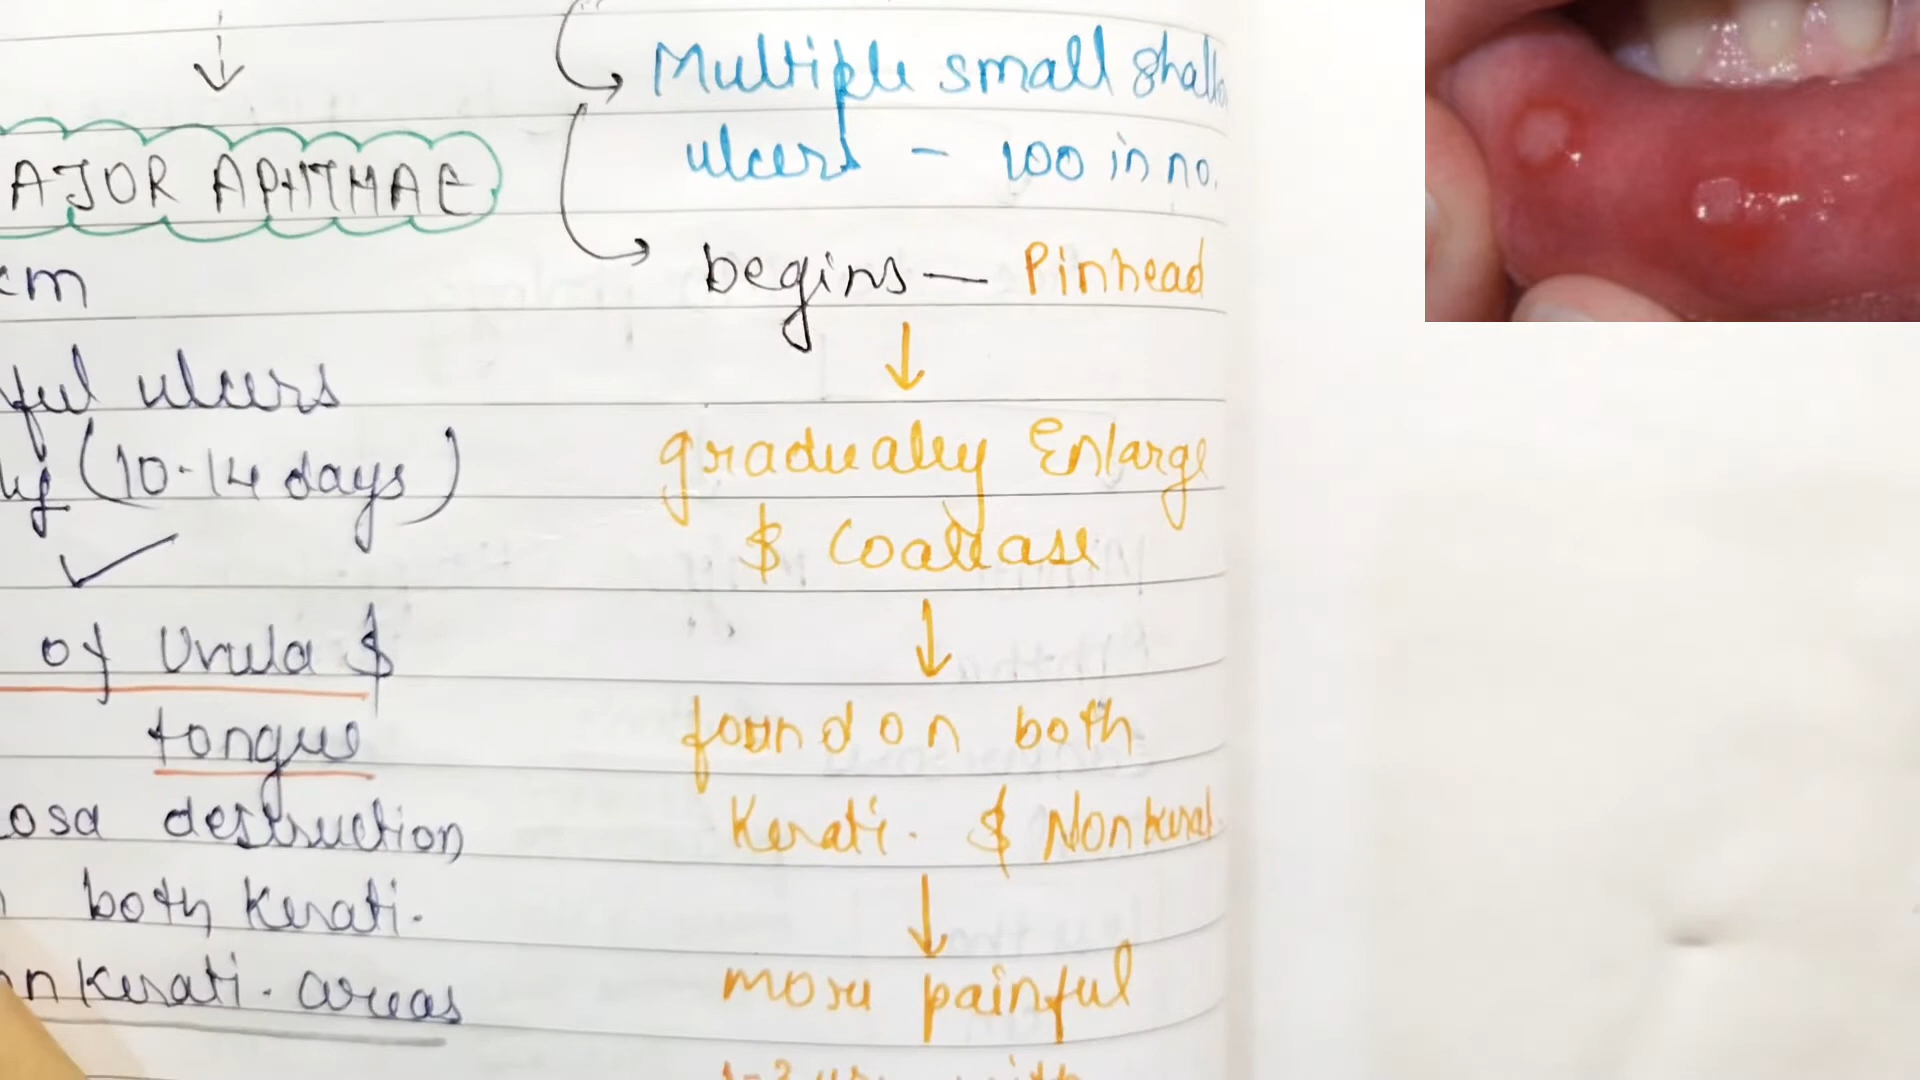 AJOR APHTHAE
cm
ful ulcers
ly (10-14 days)
of Uvula $
tongue
osa destruction
both Kerati.
nkerati. areas
Multiple small shallo
ulcers - 100 in no.
begins - Pinhead
gradually Enlarge
$ Coalease
found on both
Kerati. $ Nonkerat.
more painful